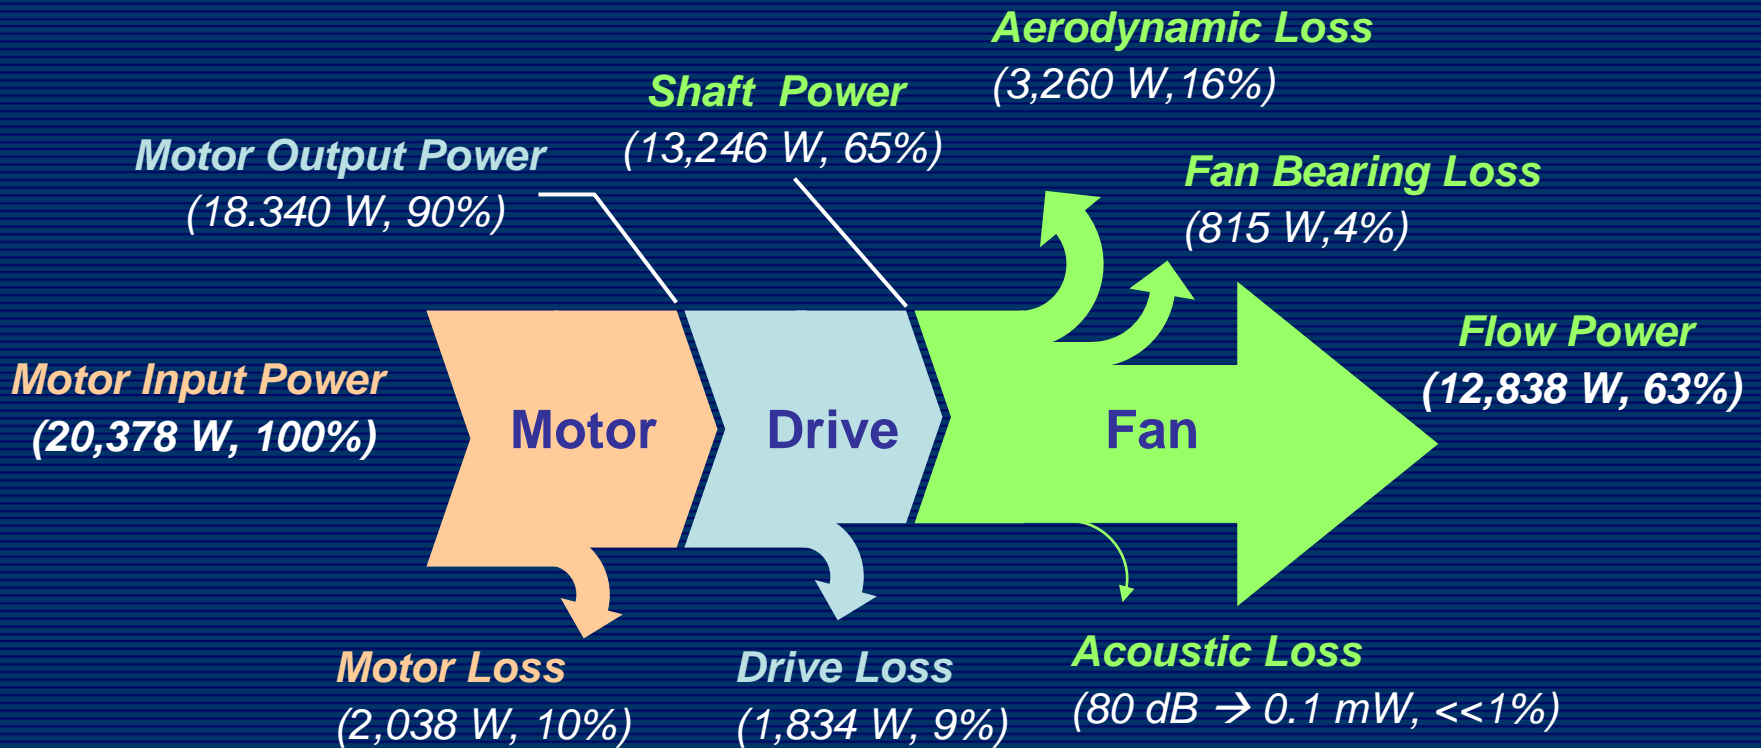 Aerodynamic Loss
(3,260 W,16%)
Shaft Power
(13,246 W, 65%)
Motor Output Power
(18.340 W, 90%)
Fan Bearing Loss
(815 W,4%)
Flow Power
(12,838 W, 63%)
Motor Input Power
(20,378 W, 100%)
Motor
Drive
Fan
Motor Loss
(2,038 W, 10%)
Drive Loss
(1,834 W, 9%)
Acoustic Loss
(80 dB → 0.1 mW, <<1%)